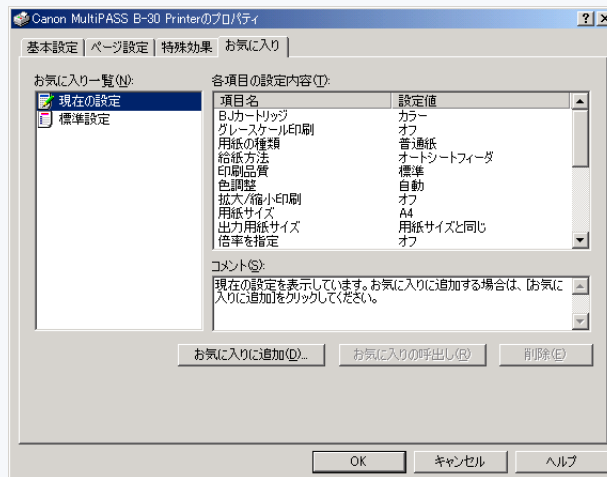 Canon MultiPASS B-30 Printerのプロパティ
基本設定 ページ設定 特殊効果 お気に入り
お気に入り一覧(N):
現在の設定
標準設定
各項目の設定内容(T):
項目名 設定値
BJカートリッジ カラー
グレースケール印刷 オフ
用紙の種類 普通紙
給紙方法 オートシートフィーダ
印刷品質 標準
色調整 自動
拡大/縮小印刷 オフ
用紙サイズ A4
出力用紙サイズ 用紙サイズと同じ
倍率を指定 オフ
コメント(S):
現在の設定を表示しています。お気に入りに追加する場合は、[お気に
入りに追加]をクリックしてください。
お気に入りに追加(D)... お気に入りの呼出し(R) 削除(E)
OK キャンセル ヘルプ